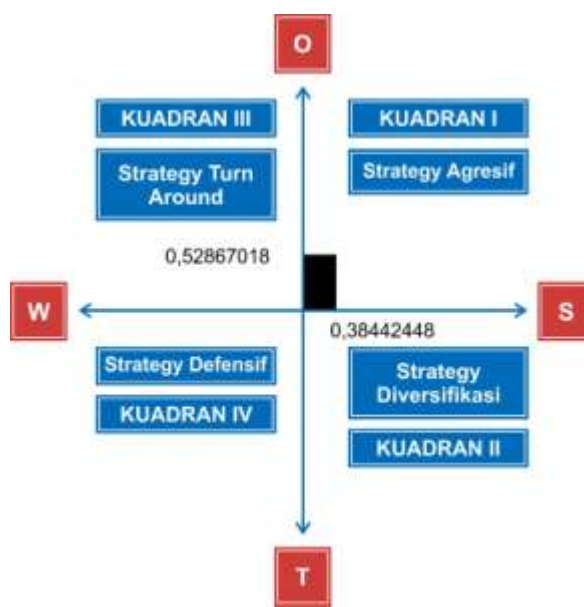 O
KUADRAN III
KUADRAN I
Strategy Turn
Around
Strategy Agresif
0,52867018
W
S
0,38442448
Strategy Defensif
Strategy
Diversifikasi
KUADRAN IV
KUADRAN II
T